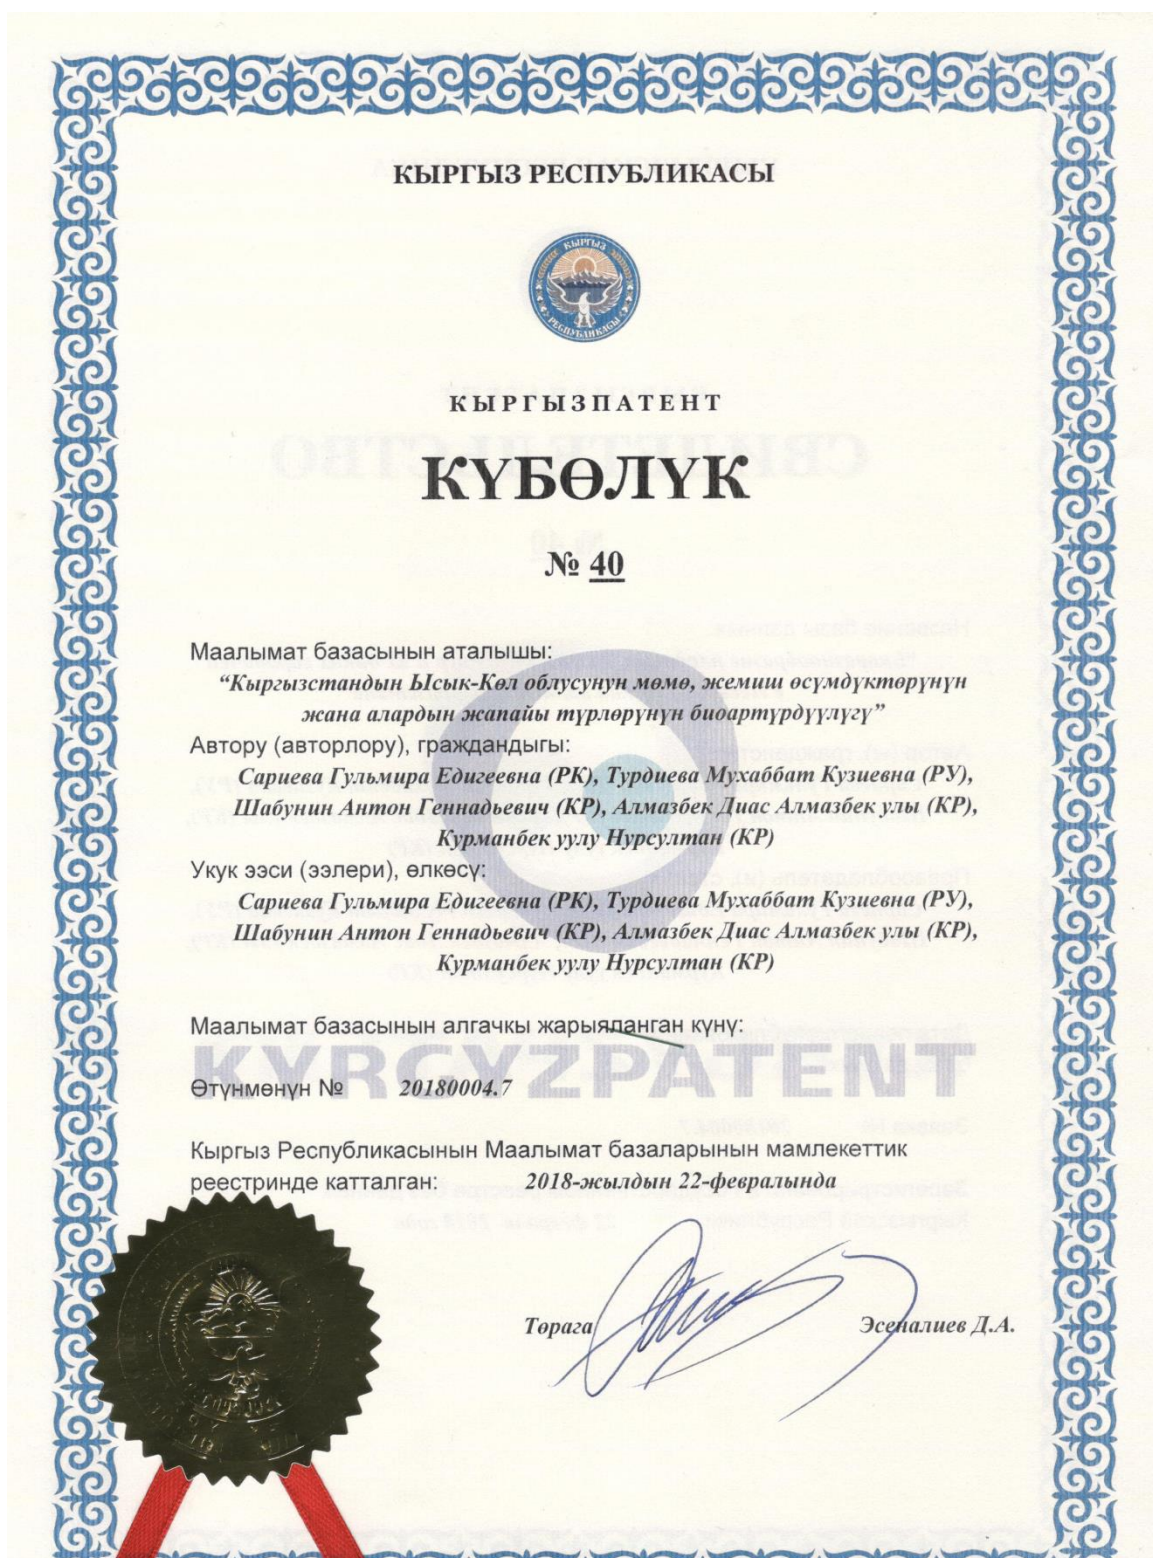 КЫРГЫЗ РЕСПУБЛИКАСЫ
КЫРГЫЗ
РЕСПУБЛИКАСЫ
КЫРГЫЗПАТЕНТ
КҮБӨЛҮК
№ 40
Маалымат базасынын аталышы:
“Кыргызстандын Ысык-Көл облусунун мөмө, жемиш өсүмдүктөрүнүн
жана алардын жапайы түрлөрүнүн биоартүрдүүлүгү”
Автору (авторлору), граждандыгы:
Сариева Гульмира Едигеевна (РК), Турдиева Мухаббат Кузиевна (РУ),
Шабунин Антон Геннадьевич (КР), Алмазбек Диас Алмазбек улы (КР),
Курманбек уулу Нурсултан (КР)
Укук ээси (ээлери), өлкөсү:
Сариева Гульмира Едигеевна (РК), Турдиева Мухаббат Кузиевна (РУ),
Шабунин Антон Геннадьевич (КР), Алмазбек Диас Алмазбек улы (КР),
Курманбек уулу Нурсултан (КР)
Маалымат базасынын алгачкы жарыяланган күнү:
KYRGYZPATENT
Өтүнмөнүн № 20180004.7
Кыргыз Республикасынын Маалымат базаларынын мамлекеттик
реестринде катталган: 2018-жылдын 22-февралында
Төрага Эсеналиев Д.А.